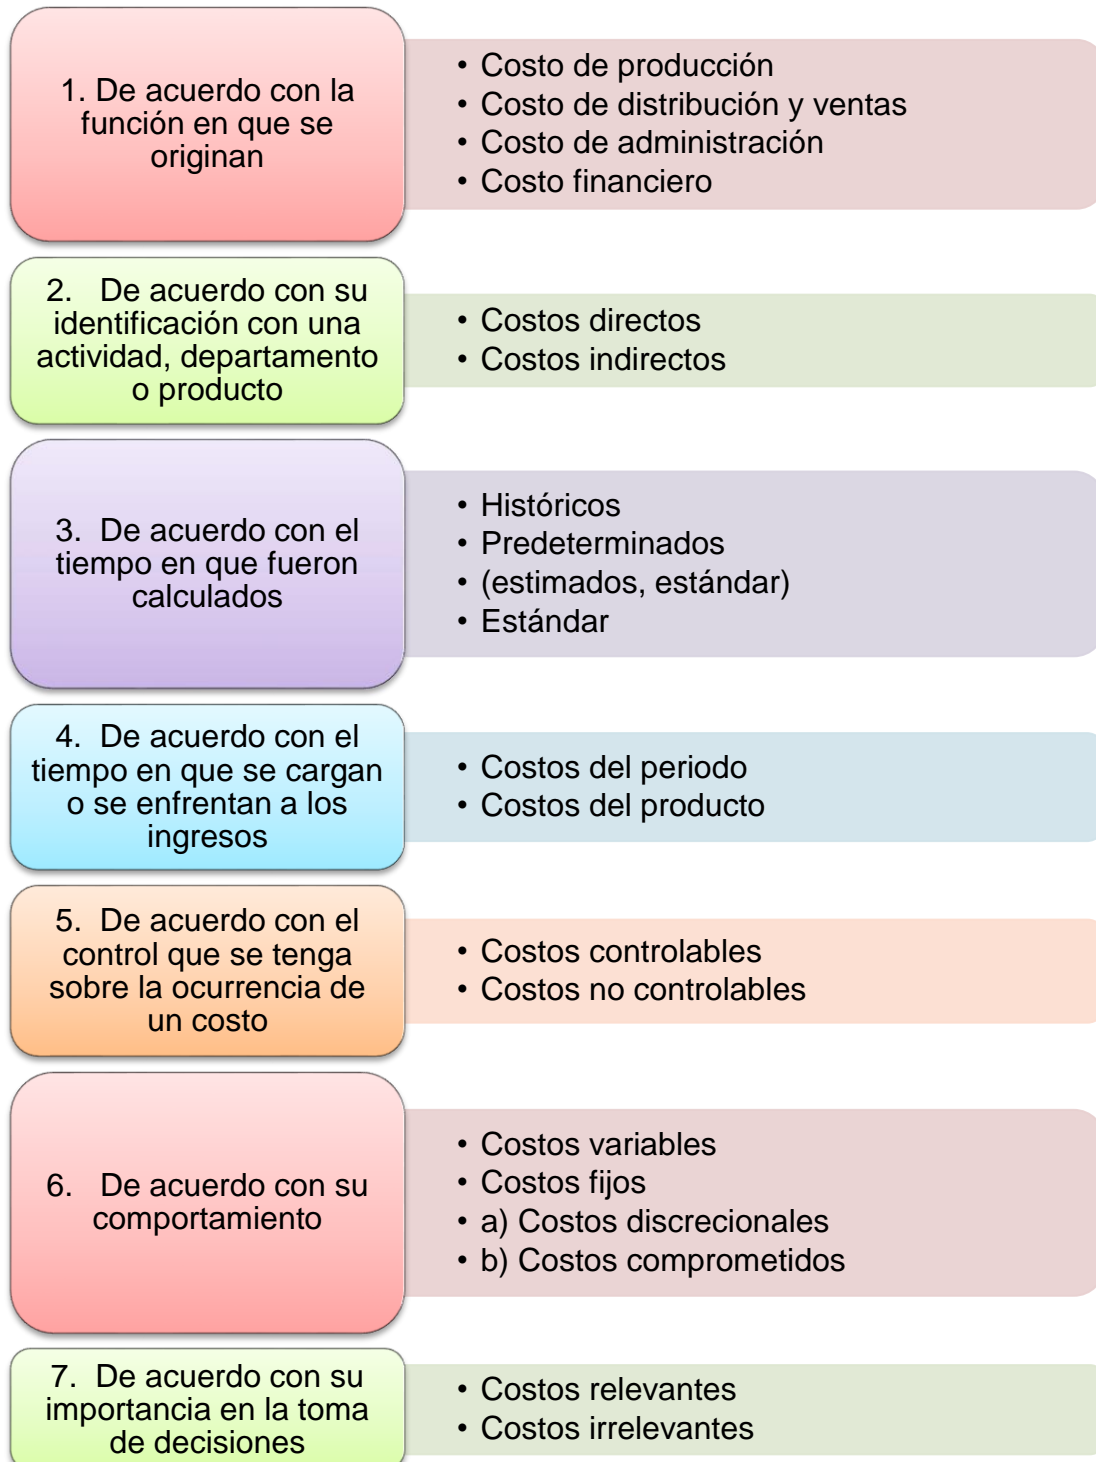 1. De acuerdo con la
función en que se
originan
• Costo de producción
• Costo de distribución y ventas
• Costo de administración
• Costo financiero
2. De acuerdo con su
identificación con una
actividad, departamento
o producto
• Costos directos
• Costos indirectos
3. De acuerdo con el
tiempo en que fueron
calculados
• Históricos
• Predeterminados
• (estimados, estándar)
• Estándar
4. De acuerdo con el
tiempo en que se cargan
o se enfrentan a los
ingresos
• Costos del periodo
• Costos del producto
5. De acuerdo con el
control que se tenga
sobre la ocurrencia de
un costo
• Costos controlables
• Costos no controlables
6. De acuerdo con su
comportamiento
• Costos variables
• Costos fijos
• a) Costos discrecionales
• b) Costos comprometidos
7. De acuerdo con su
importancia en la toma
de decisiones
• Costos relevantes
• Costos irrelevantes